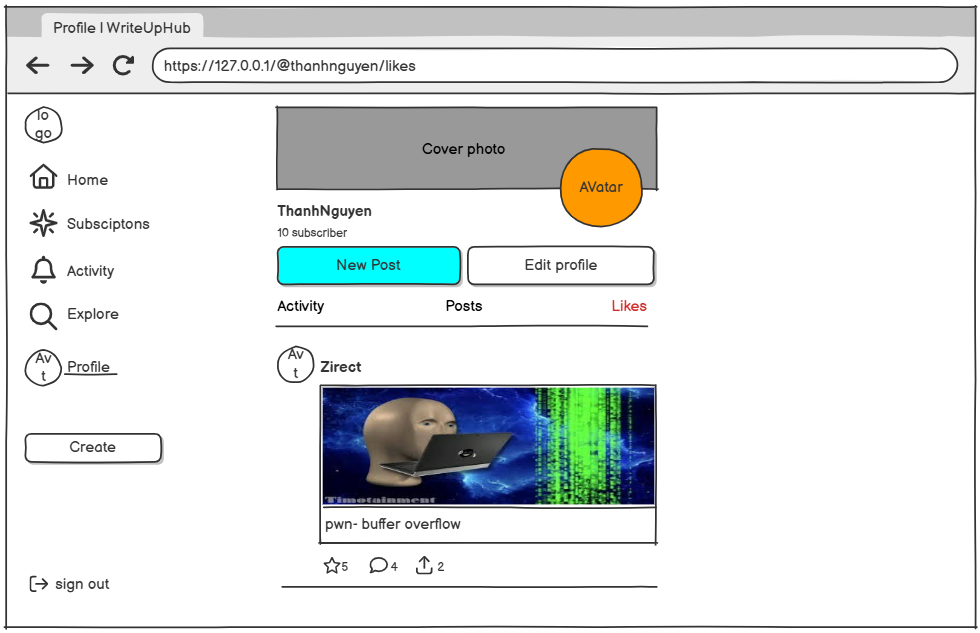 Profile | WriteUpHub
https://127.0.0.1/@thanhnguyen/likes
lo
go
Home
Subsciptons
Activity
Explore
Av
t
Profile
Create
sign out
Cover photo
AVatar
ThanhNguyen
10 subscriber
New Post
Edit profile
Activity
Posts
Likes
Av
t
Zirect
Timotainment
pwn- buffer overflow
5
4
2